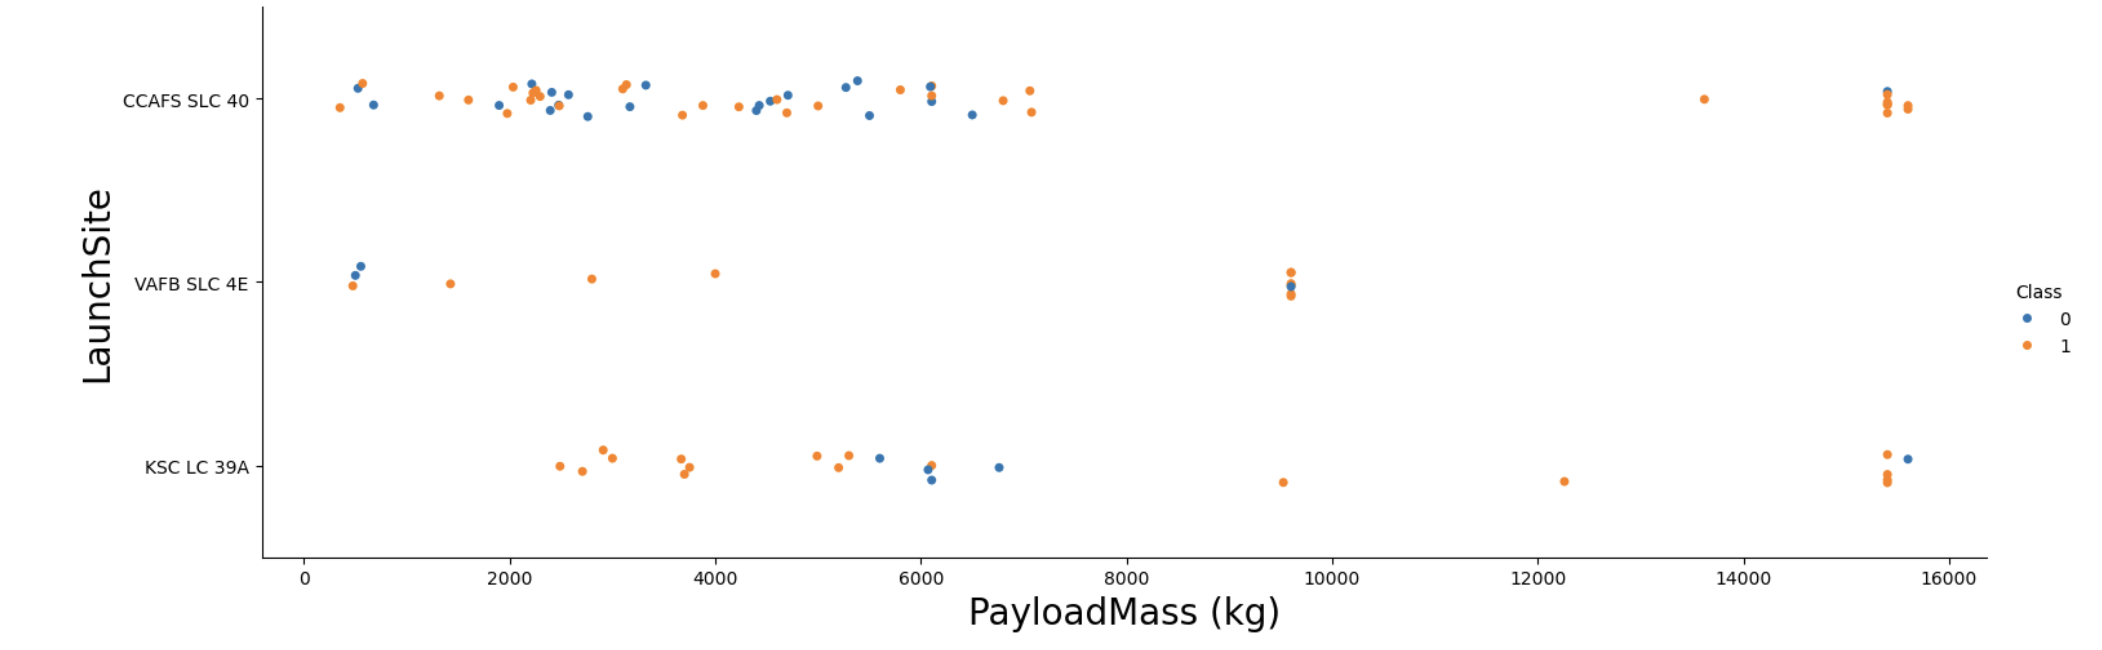 CCAFS SLC 40
VAFB SLC 4E
KSC LC 39A
LaunchSite
0 2000 4000 6000 8000 10000 12000 14000 16000
PayloadMass (kg)
Class
0
1